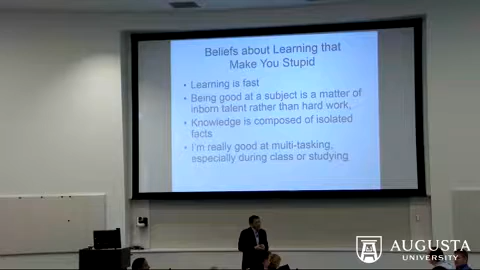 Beliefs about Learning that
Make You Stupid
• Learning is fast
• Being good at a subject is a matter of
inborn talent rather than hard work,
• Knowledge is composed of isolated
facts
• I'm really good at multi-tasking,
especially during class or studying
AUGUSTA
UNIVERSITY